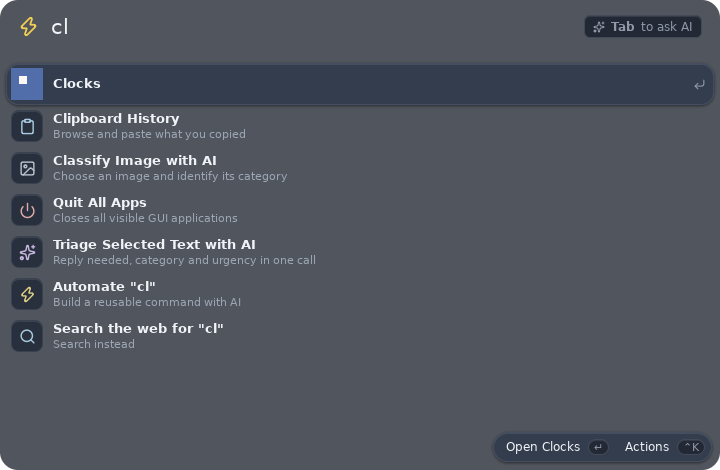 cl
Tab to ask AI
Clocks
Clipboard History
Browse and paste what you copied
Classify Image with AI
Choose an image and identify its category
Quit All Apps
Closes all visible GUI applications
Triage Selected Text with AI
Reply needed, category and urgency in one call
Automate "cl"
Build a reusable command with AI
Search the web for "cl"
Search instead
Open Clocks ↵ Actions ^K